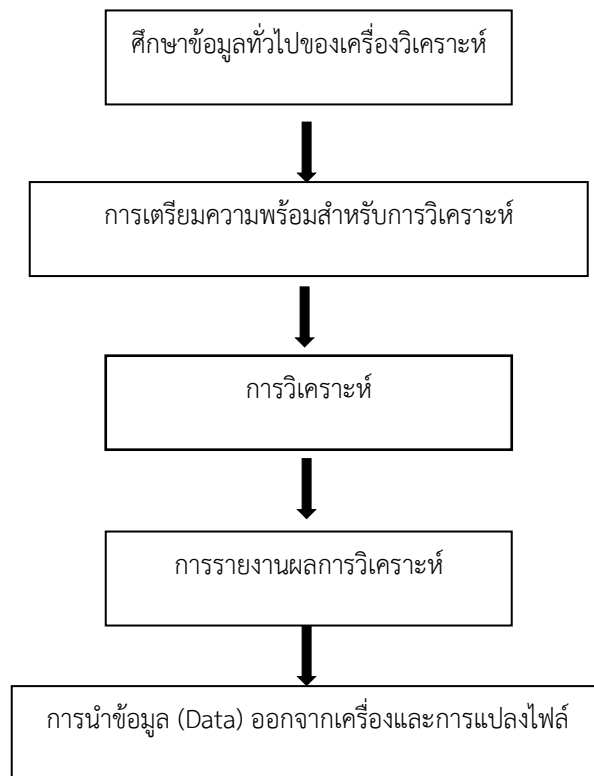 ศึกษาข้อมูลทั่วไปของเครื่องวิเคราะห์
การเตรียมความพร้อมสำหรับการวิเคราะห์
การวิเคราะห์
การรายงานผลการวิเคราะห์
การนำข้อมูล (Data) ออกจากเครื่องและการแปลงไฟล์